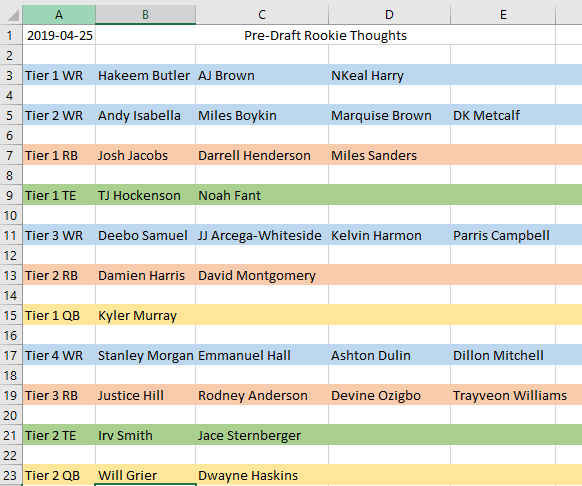 A B C D E
1 2019-04-25 Pre-Draft Rookie Thoughts
2
3 Tier 1 WR Hakeem Butler AJ Brown NKeal Harry
4
5 Tier 2 WR Andy Isabella Miles Boykin Marquise Brown DK Metcalf
6
7 Tier 1 RB Josh Jacobs Darrell Henderson Miles Sanders
8
9 Tier 1 TE TJ Hockenson Noah Fant
10
11 Tier 3 WR Deebo Samuel JJ Arcega-Whiteside Kelvin Harmon Parris Campbell
12
13 Tier 2 RB Damien Harris David Montgomery
14
15 Tier 1 QB Kyler Murray
16
17 Tier 4 WR Stanley Morgan Emmanuel Hall Ashton Dulin Dillon Mitchell
18
19 Tier 3 RB Justice Hill Rodney Anderson Devine Ozigbo Trayveon Williams
20
21 Tier 2 TE Irv Smith Jace Sternberger
22
23 Tier 2 QB Will Grier Dwayne Haskins